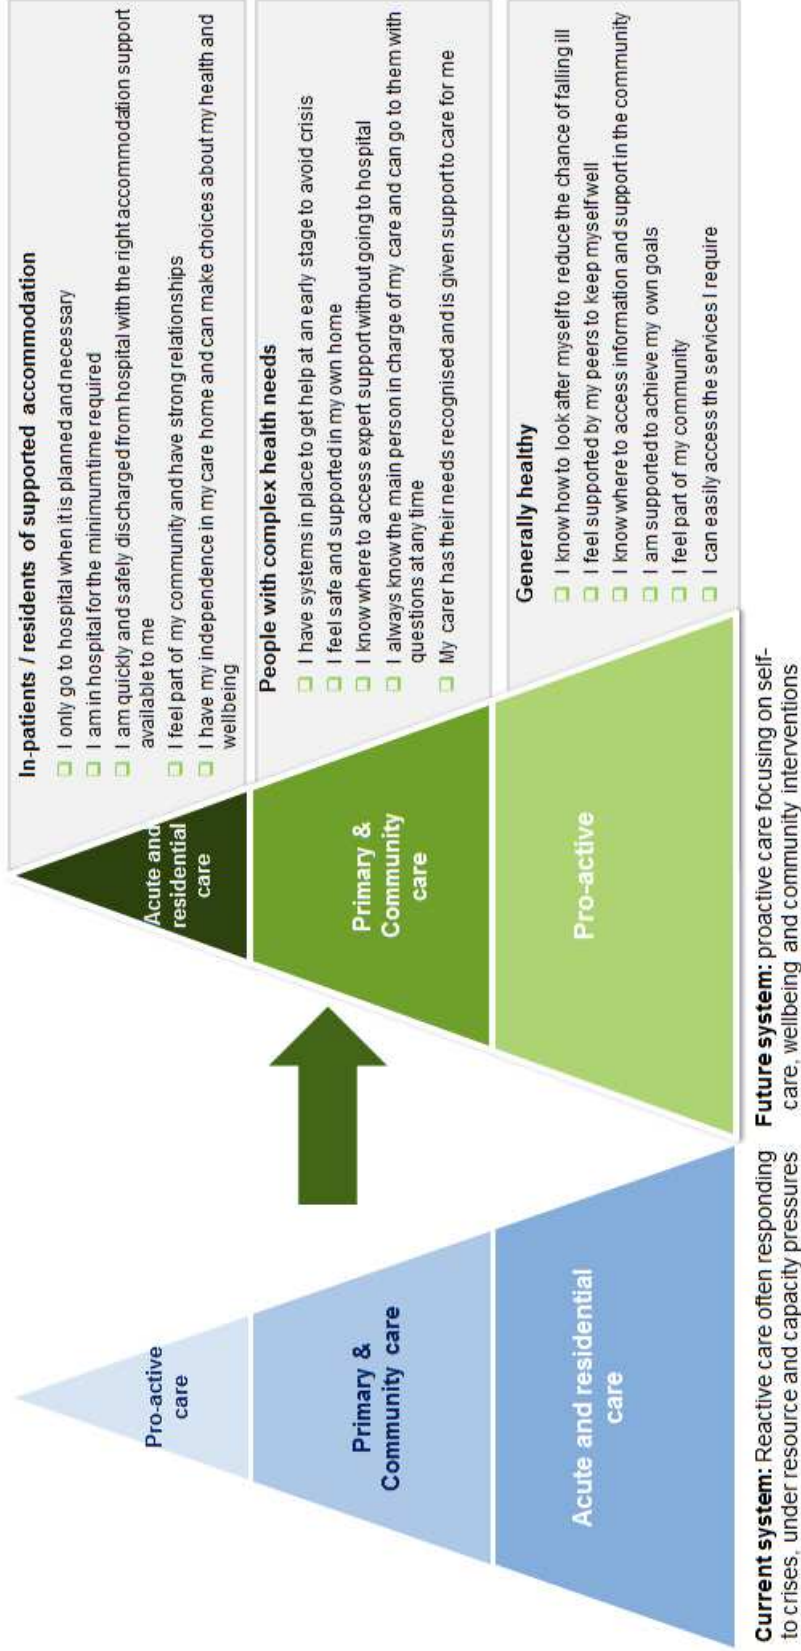 Pro-active
care
Primary &
Community care
Acute and residential
care
Current system: Reactive care often responding
to crises, under resource and capacity pressures
Acute and
residential
care
Primary &
Community
care
Pro-active
Future system: proactive care focusing on self-
care, wellbeing and community interventions
In-patients / residents of supported accommodation
I only go to hospital when it is planned and necessary
I am in hospital for the minimum time required
I am quickly and safely discharged from hospital with the right accommodation support
available to me
I feel part of my community and have strong relationships
I have my independence in my care home and can make choices about my health and
wellbeing
People with complex health needs
I have systems in place to get help at an early stage to avoid crisis
I feel safe and supported in my own home
I know where to access expert support without going to hospital
I always know the main person in charge of my care and can go to them with
questions at any time
My carer has their needs recognised and is given support to care for me
Generally healthy
I know how to look after myself to reduce the chance of falling ill
I feel supported by my peers to keep myself well
I know where to access information and support in the community
I am supported to achieve my own goals
I feel part of my community
I can easily access the services I require